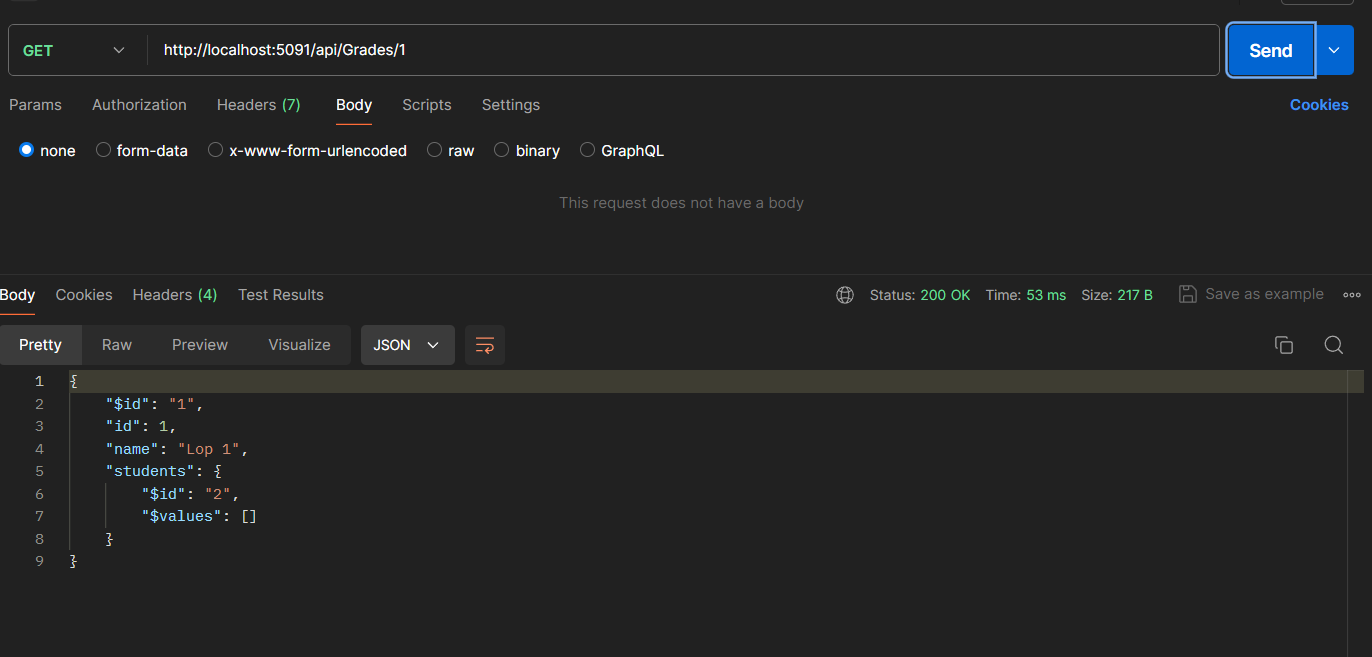 GET http://localhost:5091/api/Grades/1 Send
Params Authorization Headers (7) Body Scripts Settings Cookies
none form-data x-www-form-urlencoded raw binary GraphQL
This request does not have a body
Body Cookies Headers (4) Test Results Status: 200 OK Time: 53 ms Size: 217 B Save as example
Pretty Raw Preview Visualize JSON
1 {
2 "$id": "1",
3 "id": 1,
4 "name": "Lop 1",
5 "students": {
6 "$id": "2",
7 "$values": []
8 }
9 }